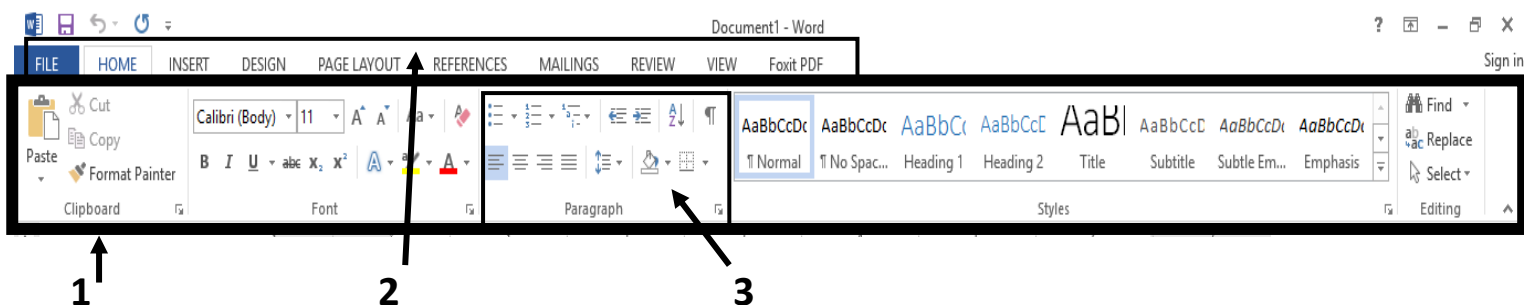 Document1 - Word
FILE HOME INSERT DESIGN PAGE LAYOUT REFERENCES MAILINGS REVIEW VIEW Foxit PDF Sign in
Cut
Copy
Paste
Format Painter
Clipboard
Calibri (Body) 11 A A Aa
B I U abc X₂ X² A A
Font
Paragraph
AaBbCcDc AaBbCcDc AaBbCc AaBbCcD AaBl AaBbCcD AaBbCcDc AaBbCcDc
¶ Normal ¶ No Spac... Heading 1 Heading 2 Title Subtitle Subtle Em... Emphasis
Styles
Find
Replace
Select
Editing
1 2 3